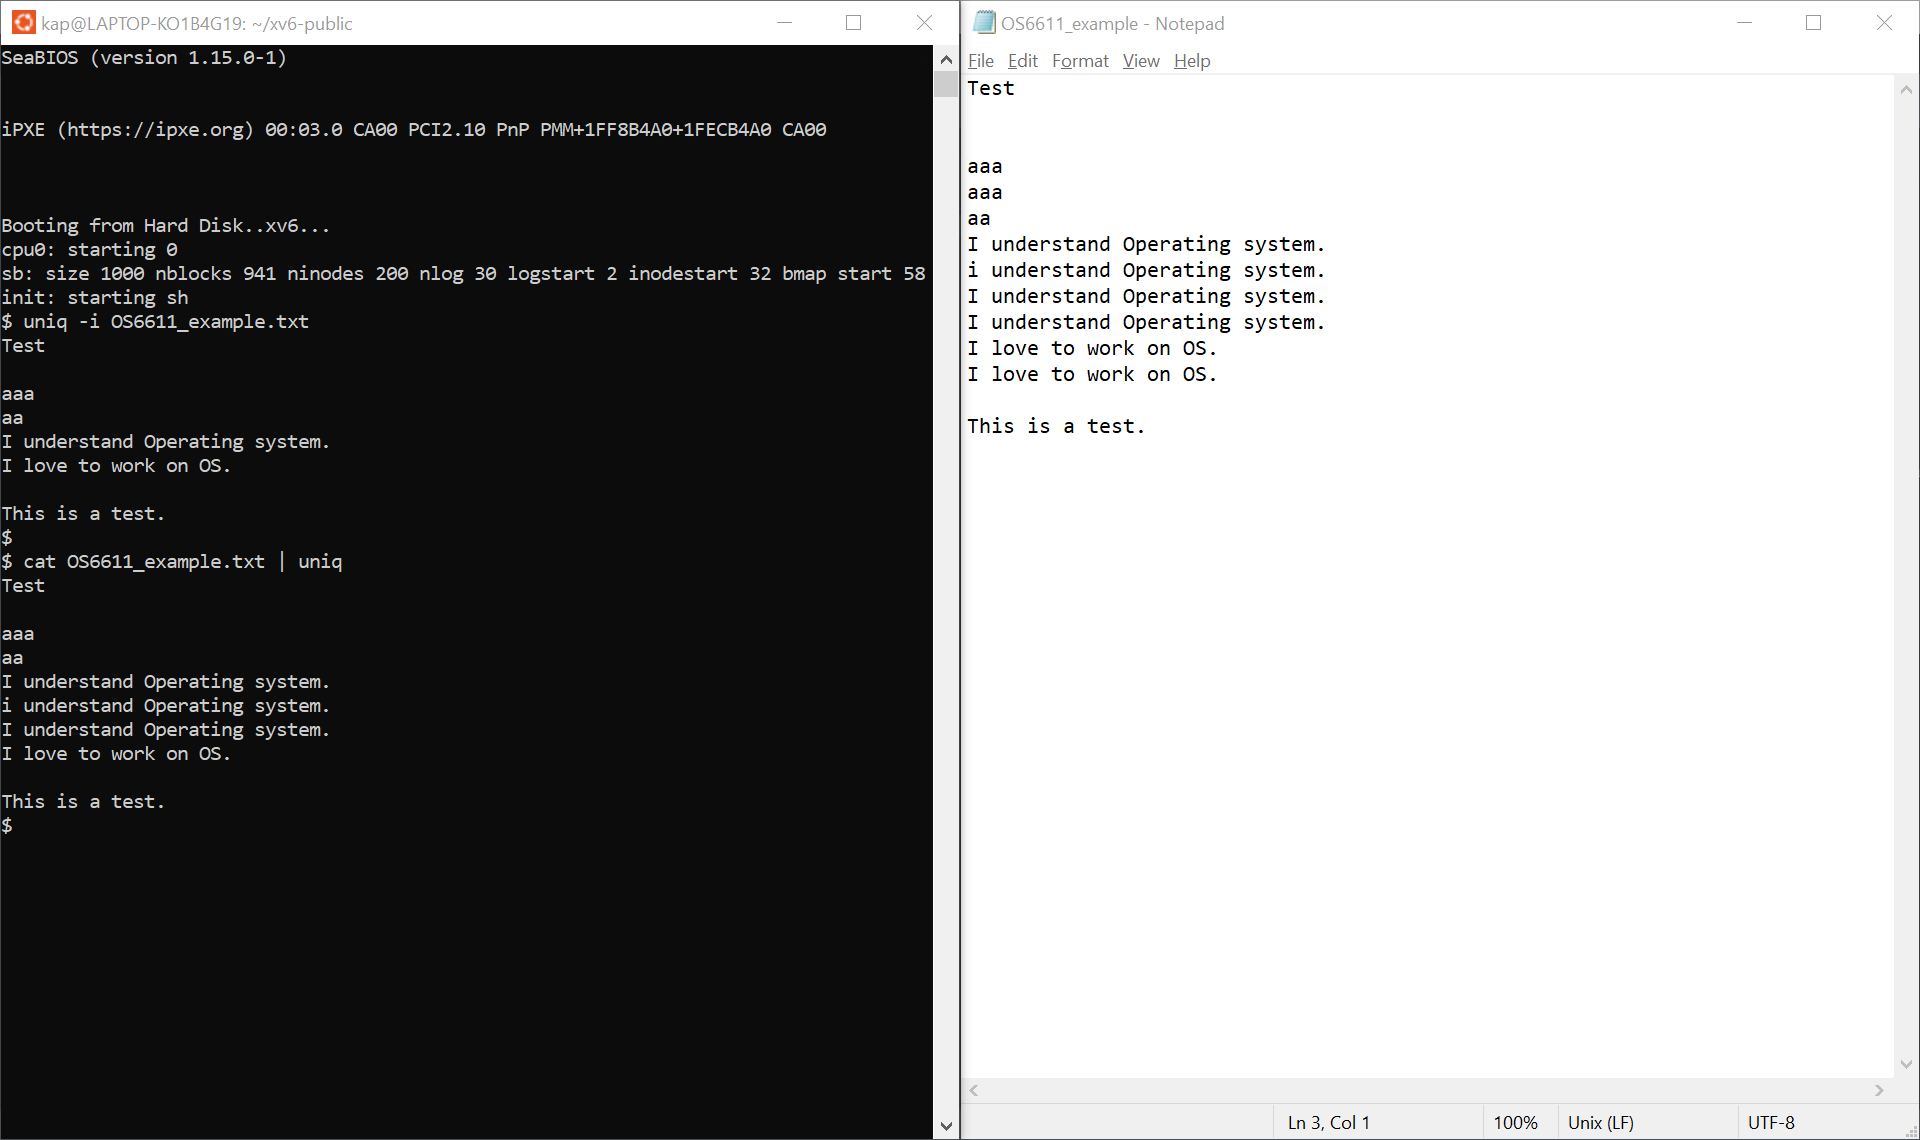 kap@LAPTOP-KO1B4G19: ~/xv6-public
SeaBIOS (version 1.15.0-1)
iPXE (https://ipxe.org) 00:03.0 CA00 PCI2.10 PnP PMM+1FF8B4A0+1FECB4A0 CA00
Booting from Hard Disk..xv6...
cpu0: starting 0
sb: size 1000 nblocks 941 ninodes 200 nlog 30 logstart 2 inodestart 32 bmap start 58
init: starting sh
$ uniq -i OS6611_example.txt
Test
aaa
aa
I understand Operating system.
I love to work on OS.
This is a test.
$
$ cat OS6611_example.txt | uniq
Test
aaa
aa
I understand Operating system.
i understand Operating system.
I understand Operating system.
I love to work on OS.
This is a test.
$
OS6611_example - Notepad
File Edit Format View Help
Test
aaa
aaa
aa
I understand Operating system.
i understand Operating system.
I understand Operating system.
I understand Operating system.
I love to work on OS.
I love to work on OS.
This is a test.
Ln 3, Col 1 100% Unix (LF) UTF-8